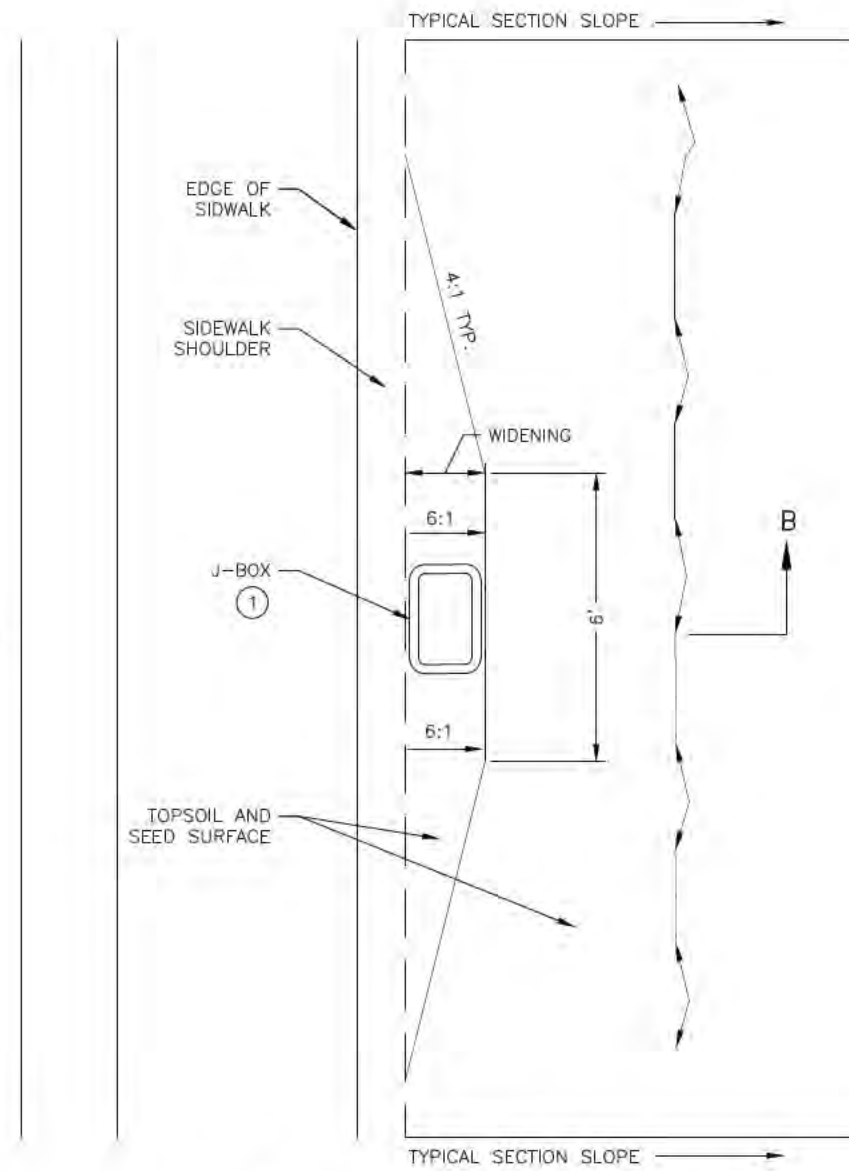 TYPICAL SECTION SLOPE
EDGE OF
SIDWALK
4:1 TYP.
SIDEWALK
SHOULDER
WIDENING
6:1
B
J-BOX
1
6'
6:1
TOPSOIL AND
SEED SURFACE
TYPICAL SECTION SLOPE